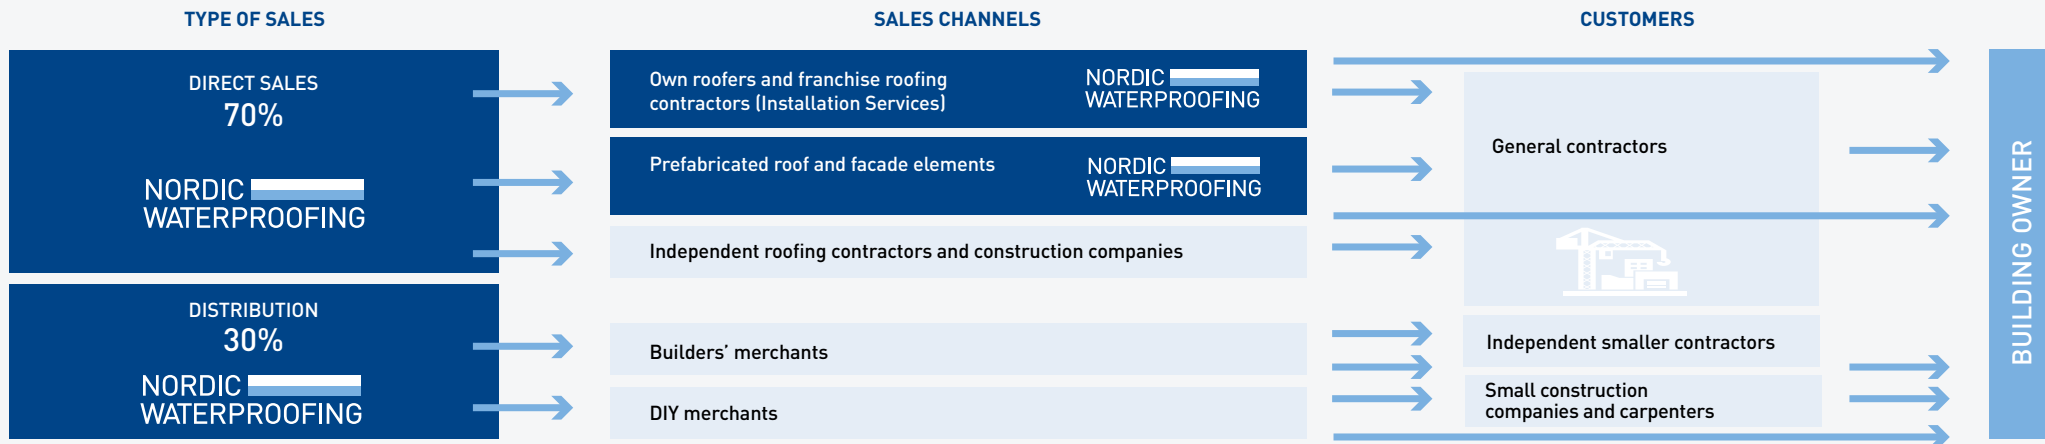 TYPE OF SALES
SALES CHANNELS
CUSTOMERS
DIRECT SALES
70%
NORDIC
WATERPROOFING
Own roofers and franchise roofing
contractors (Installation Services)
NORDIC
WATERPROOFING
Prefabricated roof and facade elements
NORDIC
WATERPROOFING
Independent roofing contractors and construction companies
General contractors
DISTRIBUTION
30%
NORDIC
WATERPROOFING
Builders’ merchants
DIY merchants
Independent smaller contractors
Small construction
companies and carpenters
BUILDING OWNER